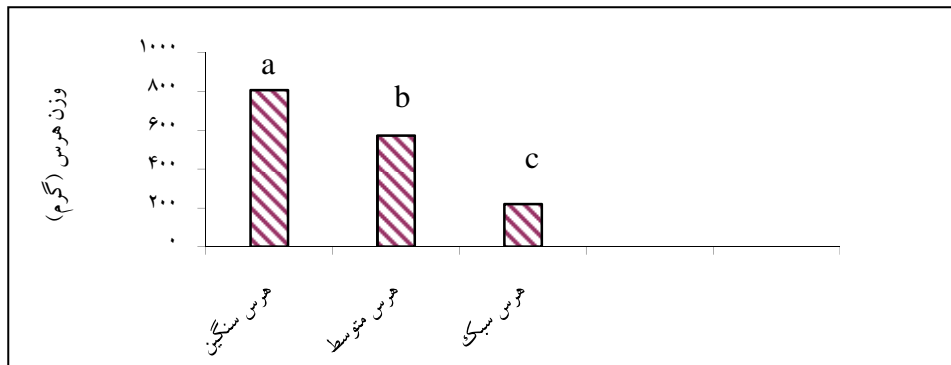 ۱۰۰۰
۸۰۰
۶۰۰
۴۰۰
۲۰۰
۰
وزن هرس (گرم)
a
b
c
هرس سنگین
هرس متوسط
هرس سبک